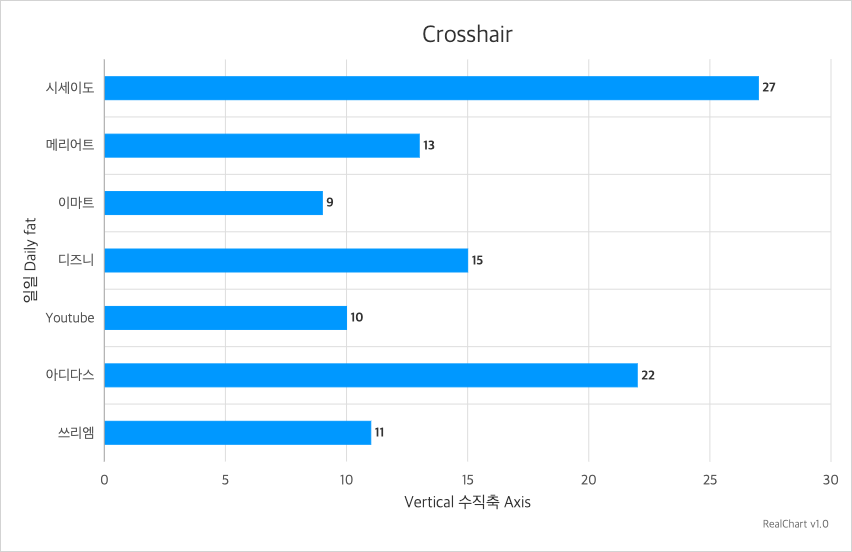 Crosshair
시세이도
27
메리어트
13
이마트
9
일일 Daily fat
디즈니
15
Youtube
10
아디다스
22
쓰리엠
11
0 5 10 15 20 25 30
Vertical 수직축 Axis
RealChart v1.0